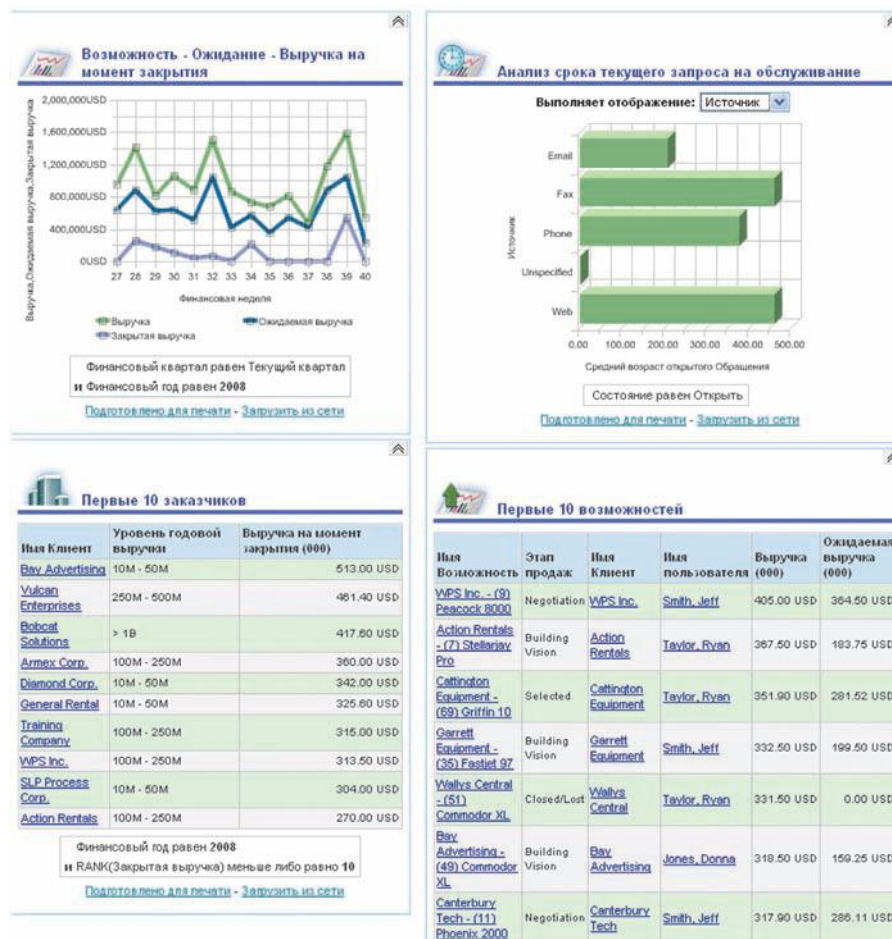 Возможность - Ожидание - Выручка на
момент закрытия
Выручка,Ожидаемая выручка,Закрытая выручка
2,000,000USD
1,600,000USD
1,200,000USD
800,000USD
400,000USD
0USD
27 28 29 30 31 32 33 34 35 36 37 38 39 40
Финансовая неделя
Выручка
Ожидаемая выручка
Закрытая выручка
Финансовый квартал равен Текущий квартал
и Финансовый год равен 2008
Подготовлено для печати - Загрузить из сети
Анализ срока текущего запроса на обслуживание
Выполняет отображение: Источник
Источник
Email
Fax
Phone
Unspecified
Web
0.00 100.00 200.00 300.00 400.00 500.00
Средний возраст открытого Обращения
Состояние равен Открыть
Подготовлено для печати - Загрузить из сети
Первые 10 заказчиков
Имя Клиент
Уровень годовой
выручки
Выручка на момент
закрытия (000)
Bay Advertising 10M - 50M 513.00 USD
Vulcan
Enterprises 250M - 500M 461.40 USD
Bobcat
Solutions > 1B 417.60 USD
Armex Corp. 100M - 250M 360.00 USD
Diamond Corp. 10M - 50M 342.00 USD
General Rental 10M - 50M 325.60 USD
Training
Company 100M - 250M 315.00 USD
WPS Inc. 100M - 250M 313.50 USD
SLP Process
Corp. 10M - 50M 304.00 USD
Action Rentals 100M - 250M 270.00 USD
Финансовый год равен 2008
и RANK(Закрытая выручка) меньше либо равно 10
Подготовлено для печати - Загрузить из сети
Первые 10 возможностей
Имя
Возможность
Этап
продаж
Имя
Клиент
Имя
пользователя
Выручка
(000)
Ожидаемая
выручка
(000)
WPS Inc. - (9)
Peacock 8000
Negotiation WPS Inc. Smith, Jeff 405.00 USD 364.50 USD
Action Rentals
- (7) Stellarjay
Pro
Building
Vision
Action
Rentals
Taylor, Ryan 367.50 USD 183.75 USD
Cattington
Equipment -
(69) Griffin 10
Selected
Cattington
Equipment
Taylor, Ryan 351.90 USD 281.52 USD
Garrett
Equipment -
(35) Fastjet 97
Building
Vision
Garrett
Equipment
Smith, Jeff 332.50 USD 199.50 USD
Wallys Central
- (51)
Commodor XL
Closed/Lost
Wallys
Central
Taylor, Ryan 331.50 USD 0.00 USD
Bay
Advertising -
(49) Commodor
XL
Building
Vision
Bay
Advertising
Jones, Donna 318.50 USD 159.25 USD
Canterbury
Tech - (11)
Phoenix 2000
Negotiation
Canterbury
Tech
Smith, Jeff 317.90 USD 286.11 USD